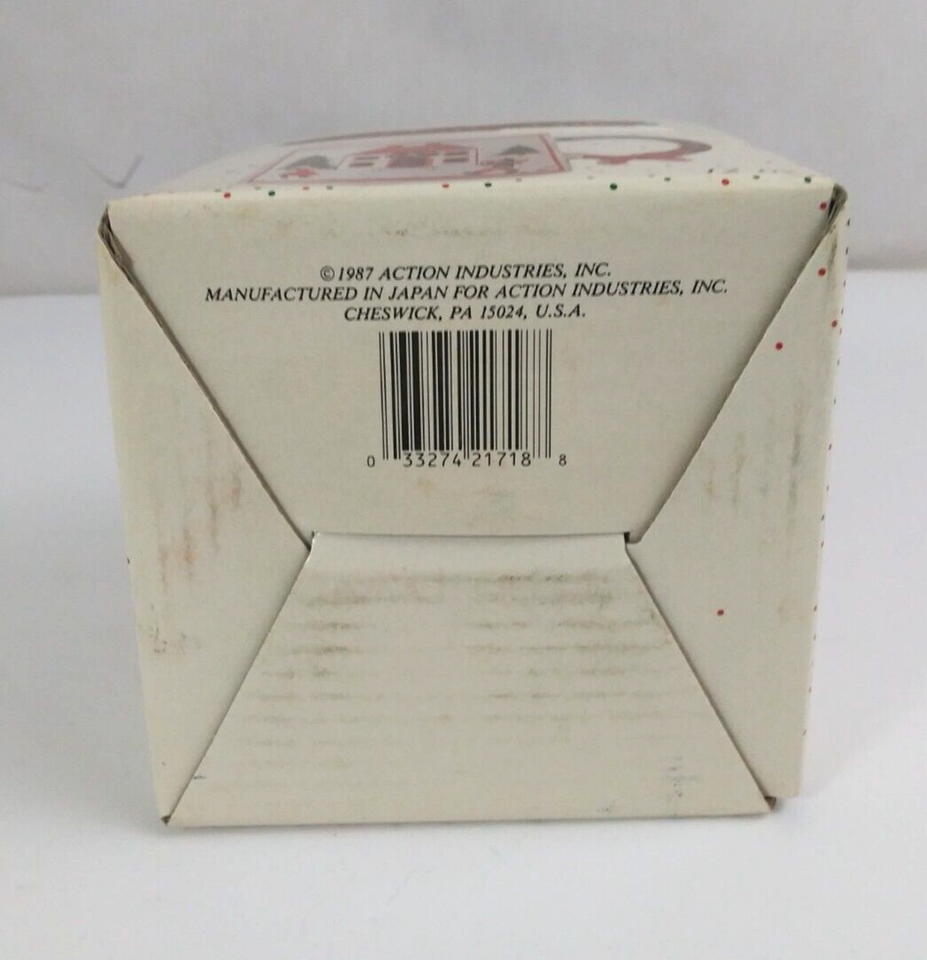 ©1987 ACTION INDUSTRIES, INC.
MANUFACTURED IN JAPAN FOR ACTION INDUSTRIES, INC.
CHESWICK, PA 15024, U.S.A.
0 33274 21718 8